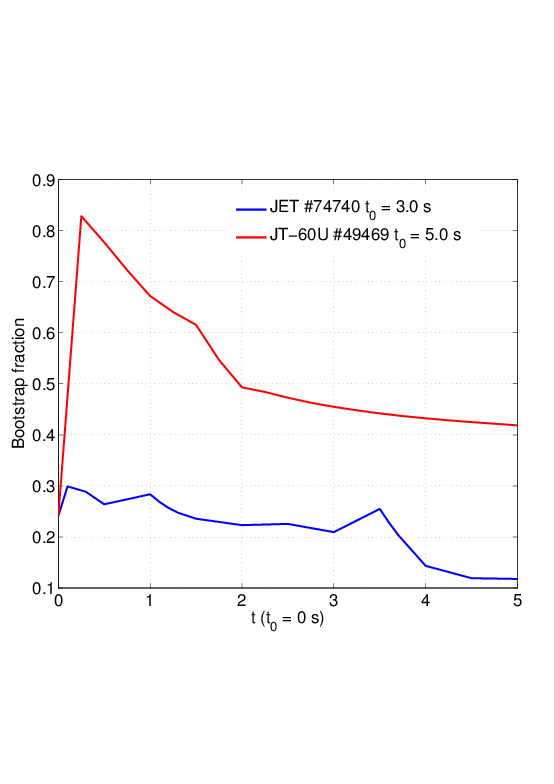 0.9
0.8
0.7
0.6
0.5
0.4
0.3
0.2
0.1
Bootstrap fraction
JET #74740 t0 = 3.0 s
JT−60U #49469 t0 = 5.0 s
0 1 2 3 4 5
t (t0 = 0 s)